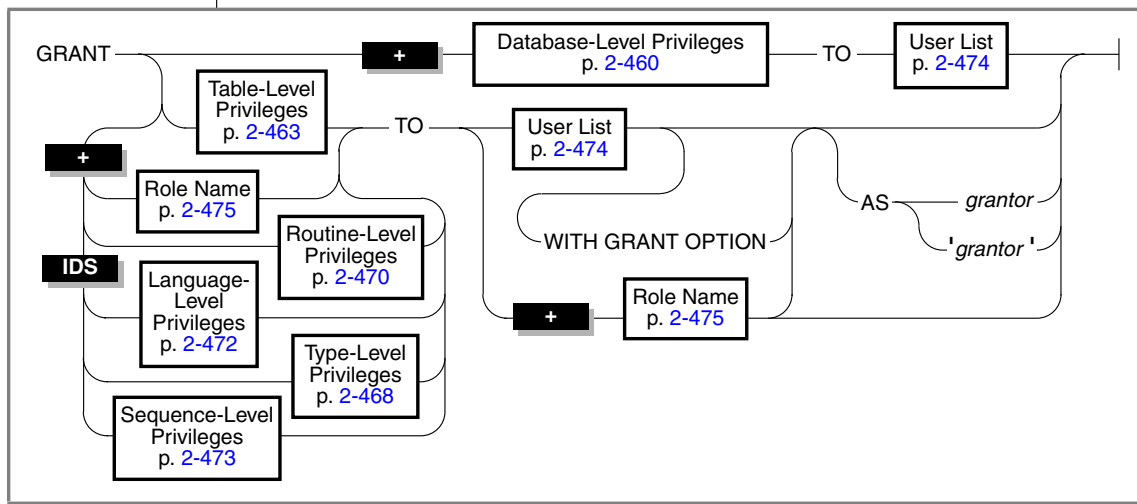 GRANT
+
Database-Level Privileges
p. 2-460
TO
User List
p. 2-474
Table-Level
Privileges
p. 2-463
TO
User List
p. 2-474
+
Role Name
p. 2-475
AS
grantor
WITH GRANT OPTION
'grantor '
Routine-Level
Privileges
p. 2-470
IDS
Language-
Level
Privileges
p. 2-472
+
Role Name
p. 2-475
Type-Level
Privileges
p. 2-468
Sequence-Level
Privileges
p. 2-473